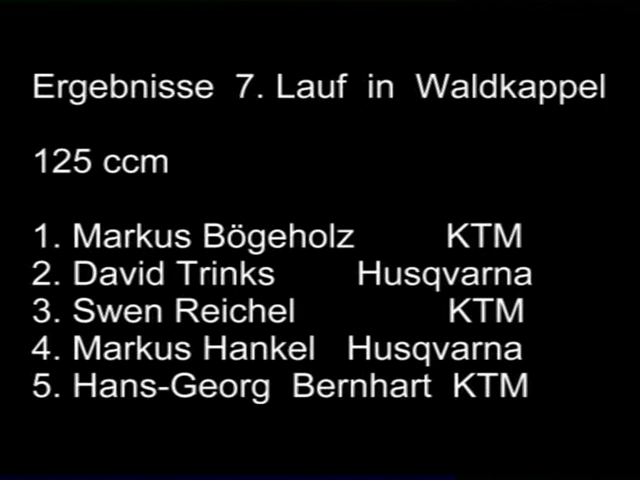 Ergebnisse 7. Lauf in Waldkappel
125 ccm
1. Markus Bögeholz KTM
2. David Trinks Husqvarna
3. Swen Reichel KTM
4. Markus Hankel Husqvarna
5. Hans-Georg Bernhart KTM